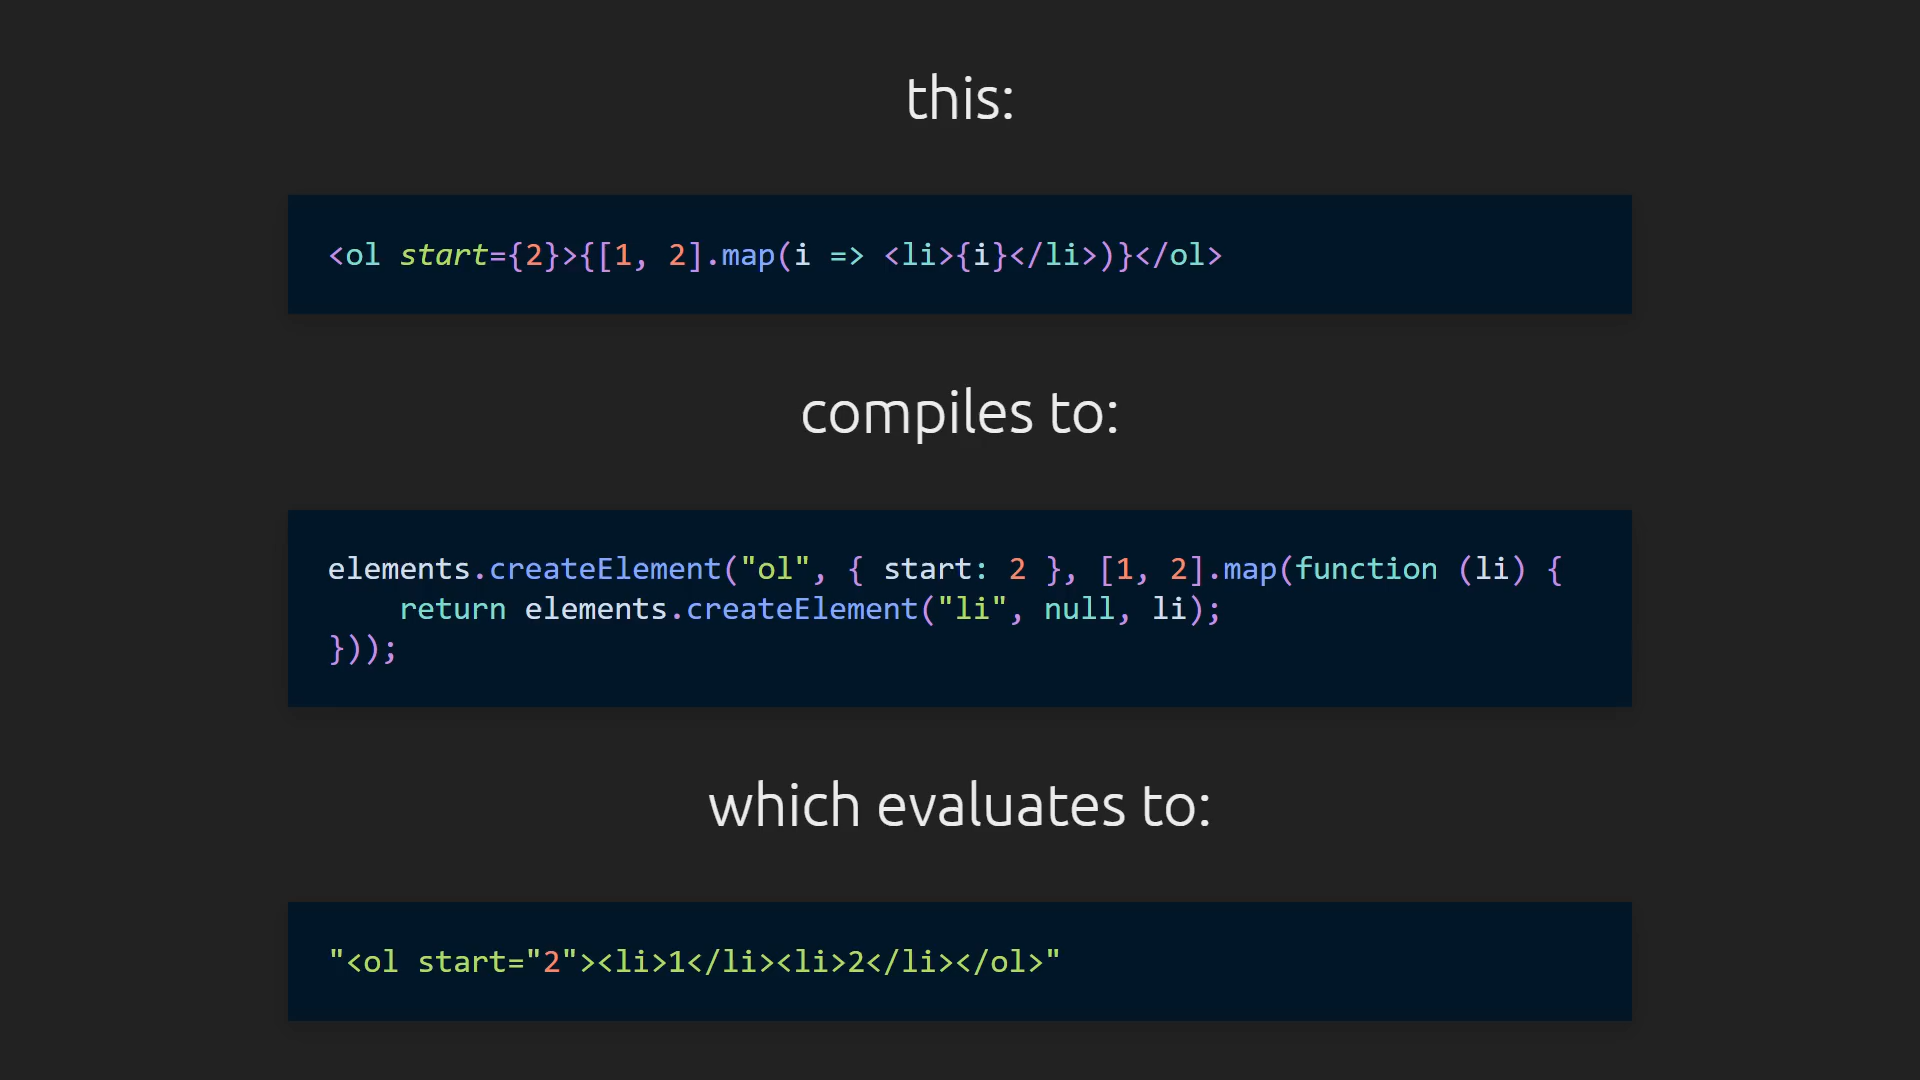 this:
<ol start={2}>{[1, 2].map(i => <li>{i}</li>)}</ol>
compiles to:
elements.createElement("ol", { start: 2 }, [1, 2].map(function (li) {
    return elements.createElement("li", null, li);
}));
which evaluates to:
"<ol start="2"><li>1</li><li>2</li></ol>"